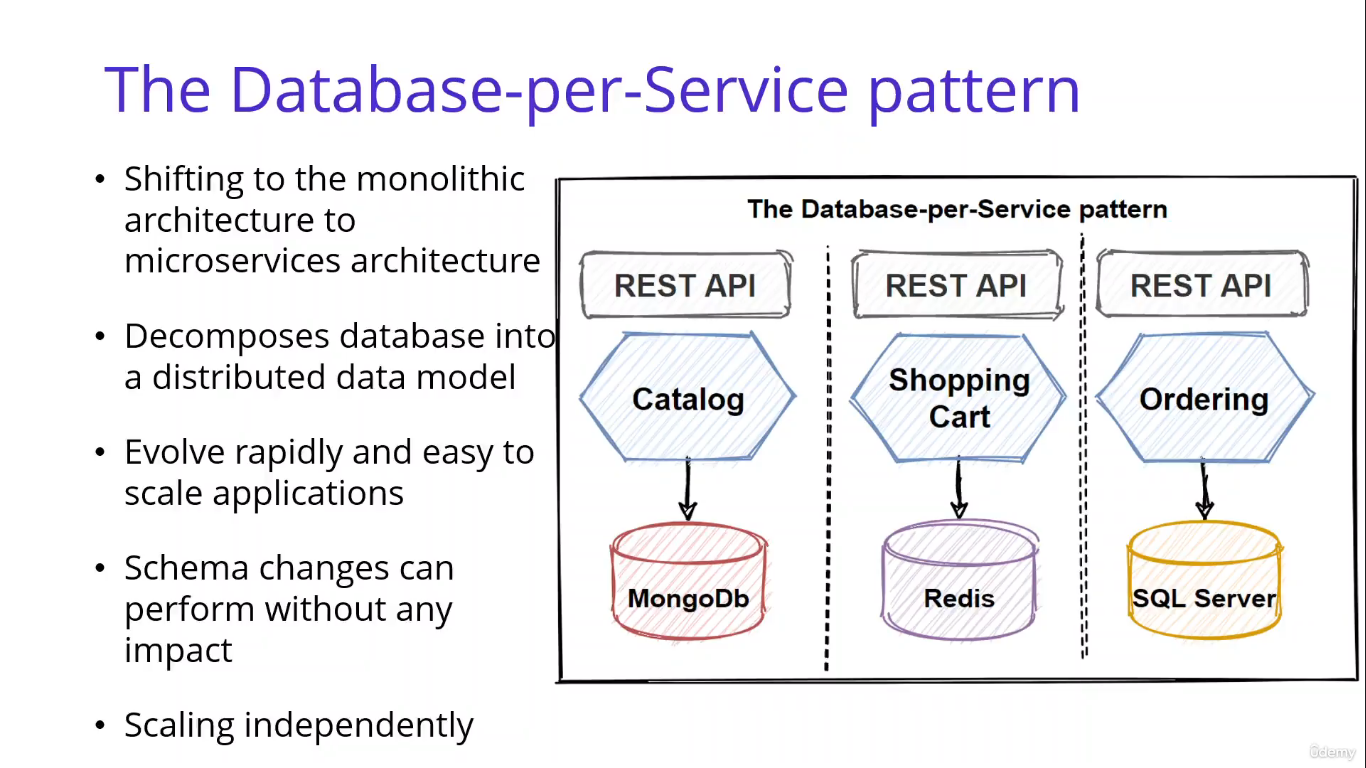 The Database-per-Service pattern
• Shifting to the monolithic
architecture to
microservices architecture
• Decomposes database into
a distributed data model
• Evolve rapidly and easy to
scale applications
• Schema changes can
perform without any
impact
• Scaling independently
The Database-per-Service pattern
REST API
REST API
REST API
Catalog
Shopping
Cart
Ordering
MongoDb
Redis
SQL Server
Udemy